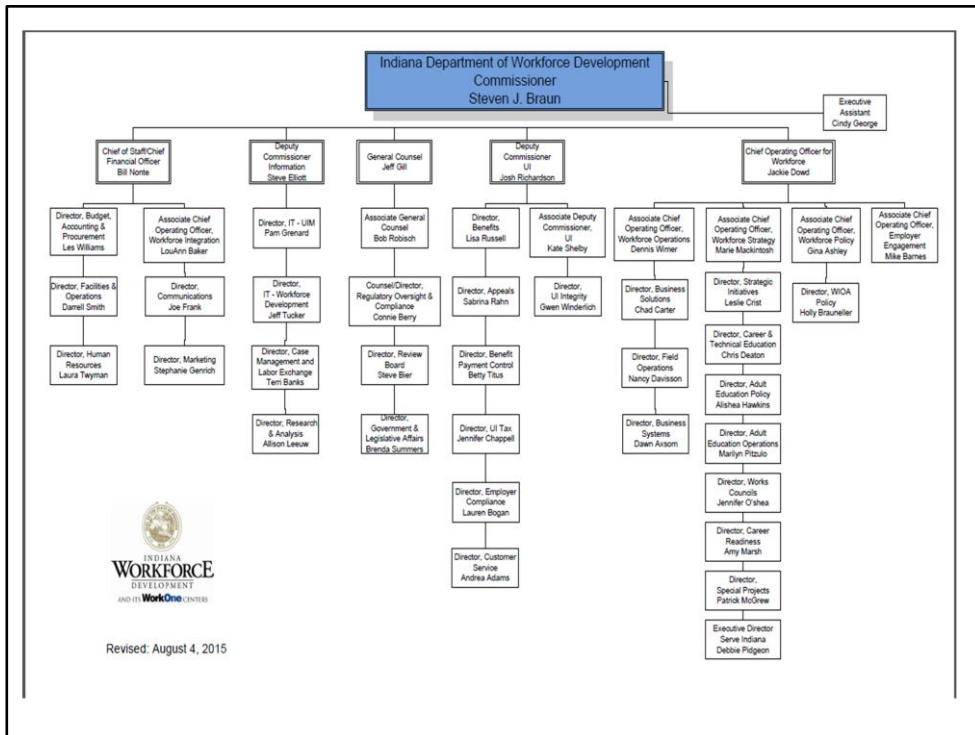 Indiana Department of Workforce Development
Commissioner
Steven J. Braun
Executive
Assistant
Cindy George
Chief of Staff/Chief
Financial Officer
Bill Nonte
Deputy
Commissioner
Information
Steve Elliott
General Counsel
Jeff Gill
Deputy
Commissioner
UI
Josh Richardson
Chief Operating Officer for
Workforce
Jackie Dowd
Director, Budget,
Accounting &
Procurement
Les Williams
Director, Facilities &
Operations
Darrell Smith
Director, Human
Resources
Laura Twyman
Associate Chief
Operating Officer,
Workforce Integration
LouAnn Baker
Director,
Communications
Joe Frank
Director, Marketing
Stephanie Genrich
Director, IT - UIM
Pam Grenard
Director,
IT - Workforce
Development
Jeff Tucker
Director, Case
Management and
Labor Exchange
Terri Banks
Director, Research
& Analysis
Allison Leeuw
Associate General
Counsel
Bob Robisch
Counsel/Director,
Regulatory Oversight &
Compliance
Connie Berry
Director, Review
Board
Steve Bier
Director,
Government &
Legislative Affairs
Brenda Summers
Director,
Benefits
Lisa Russell
Director, Appeals
Sabrina Rahn
Director, Benefit
Payment Control
Betty Titus
Director, UI Tax
Jennifer Chappell
Director, Employer
Compliance
Lauren Bogan
Director, Customer
Service
Andrea Adams
Associate Deputy
Commissioner,
UI
Kate Shelby
Director,
UI Integrity
Gwen Winderlich
Associate Chief
Operating Officer,
Workforce Operations
Dennis Wimer
Director, Business
Solutions
Chad Carter
Director, Field
Operations
Nancy Davisson
Director, Business
Systems
Dawn Axsom
Associate Chief
Operating Officer,
Workforce Strategy
Marie Mackintosh
Director, Strategic
Initiatives
Leslie Crist
Director, Career &
Technical Education
Chris Deaton
Director, Adult
Education Policy
Alishea Hawkins
Director, Adult
Education Operations
Marilyn Pitzulo
Director, Works
Councils
Jennifer O'shea
Director, Career
Readiness
Amy Marsh
Director,
Special Projects
Patrick McGrew
Executive Director
Serve Indiana
Debbie Pidgeon
Associate Chief
Operating Officer,
Workforce Policy
Gina Ashley
Director, WIOA
Policy
Holly Brauneller
Associate Chief
Operating Officer,
Employer
Engagement
Mike Barnes
INDIANA
WORKFORCE
DEVELOPMENT
AND ITS WorkOne CENTERS
Revised: August 4, 2015